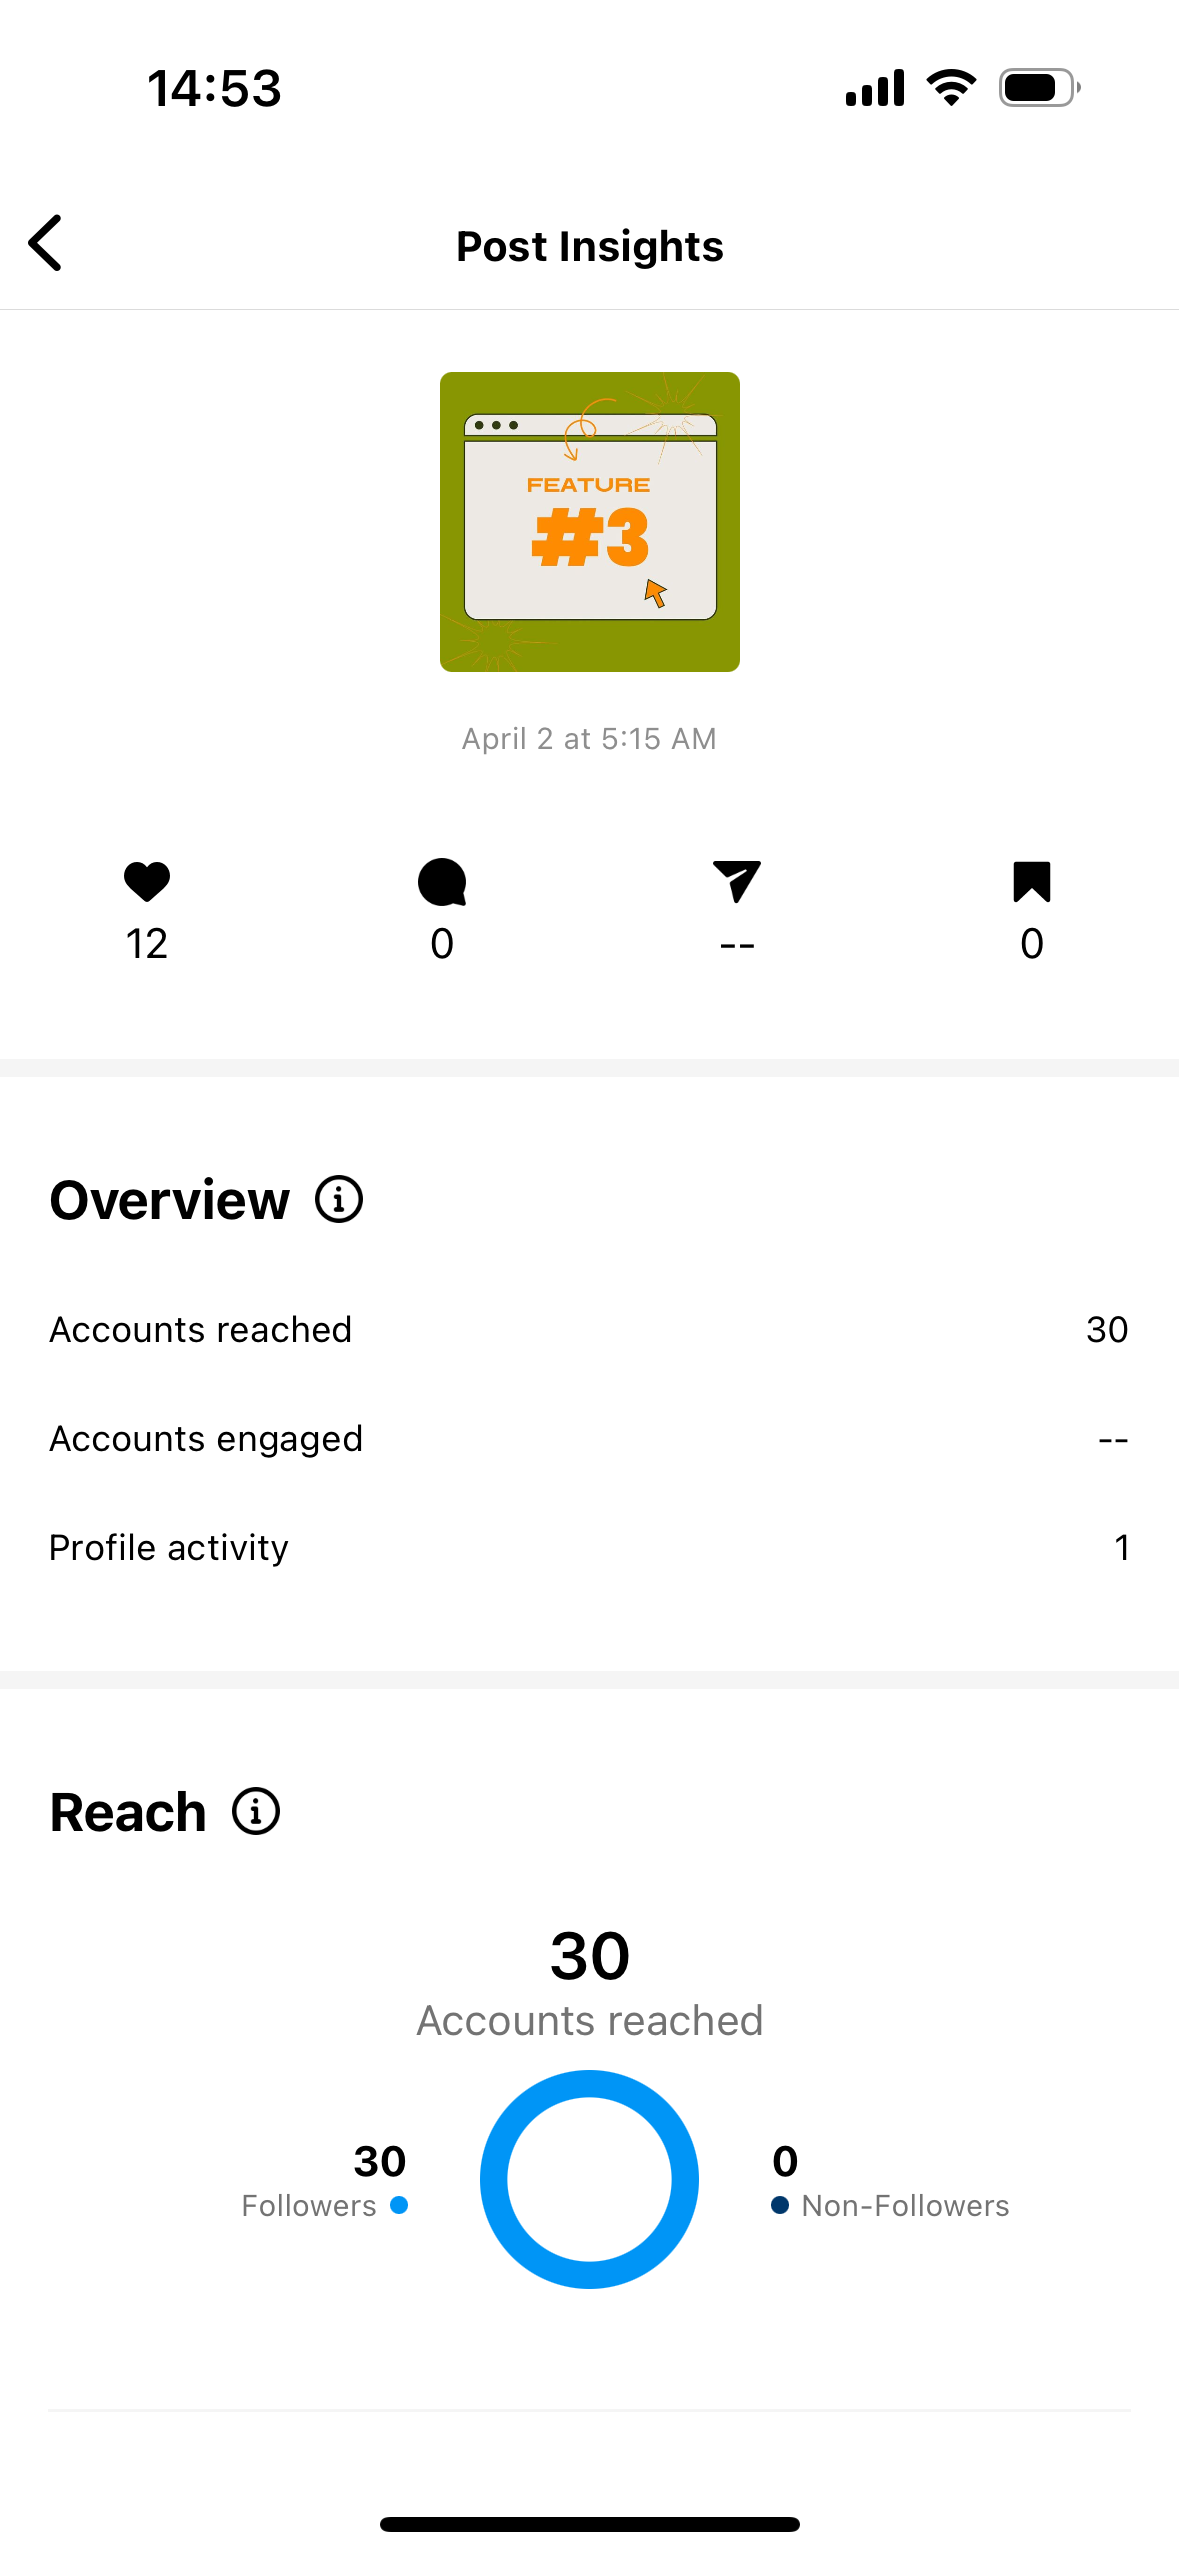 14:53
Post Insights
FEATURE
#3
April 2 at 5:15 AM
12
0
--
0
Overview
Accounts reached
30
Accounts engaged
--
Profile activity
1
Reach
30
Accounts reached
30
Followers
0
Non-Followers